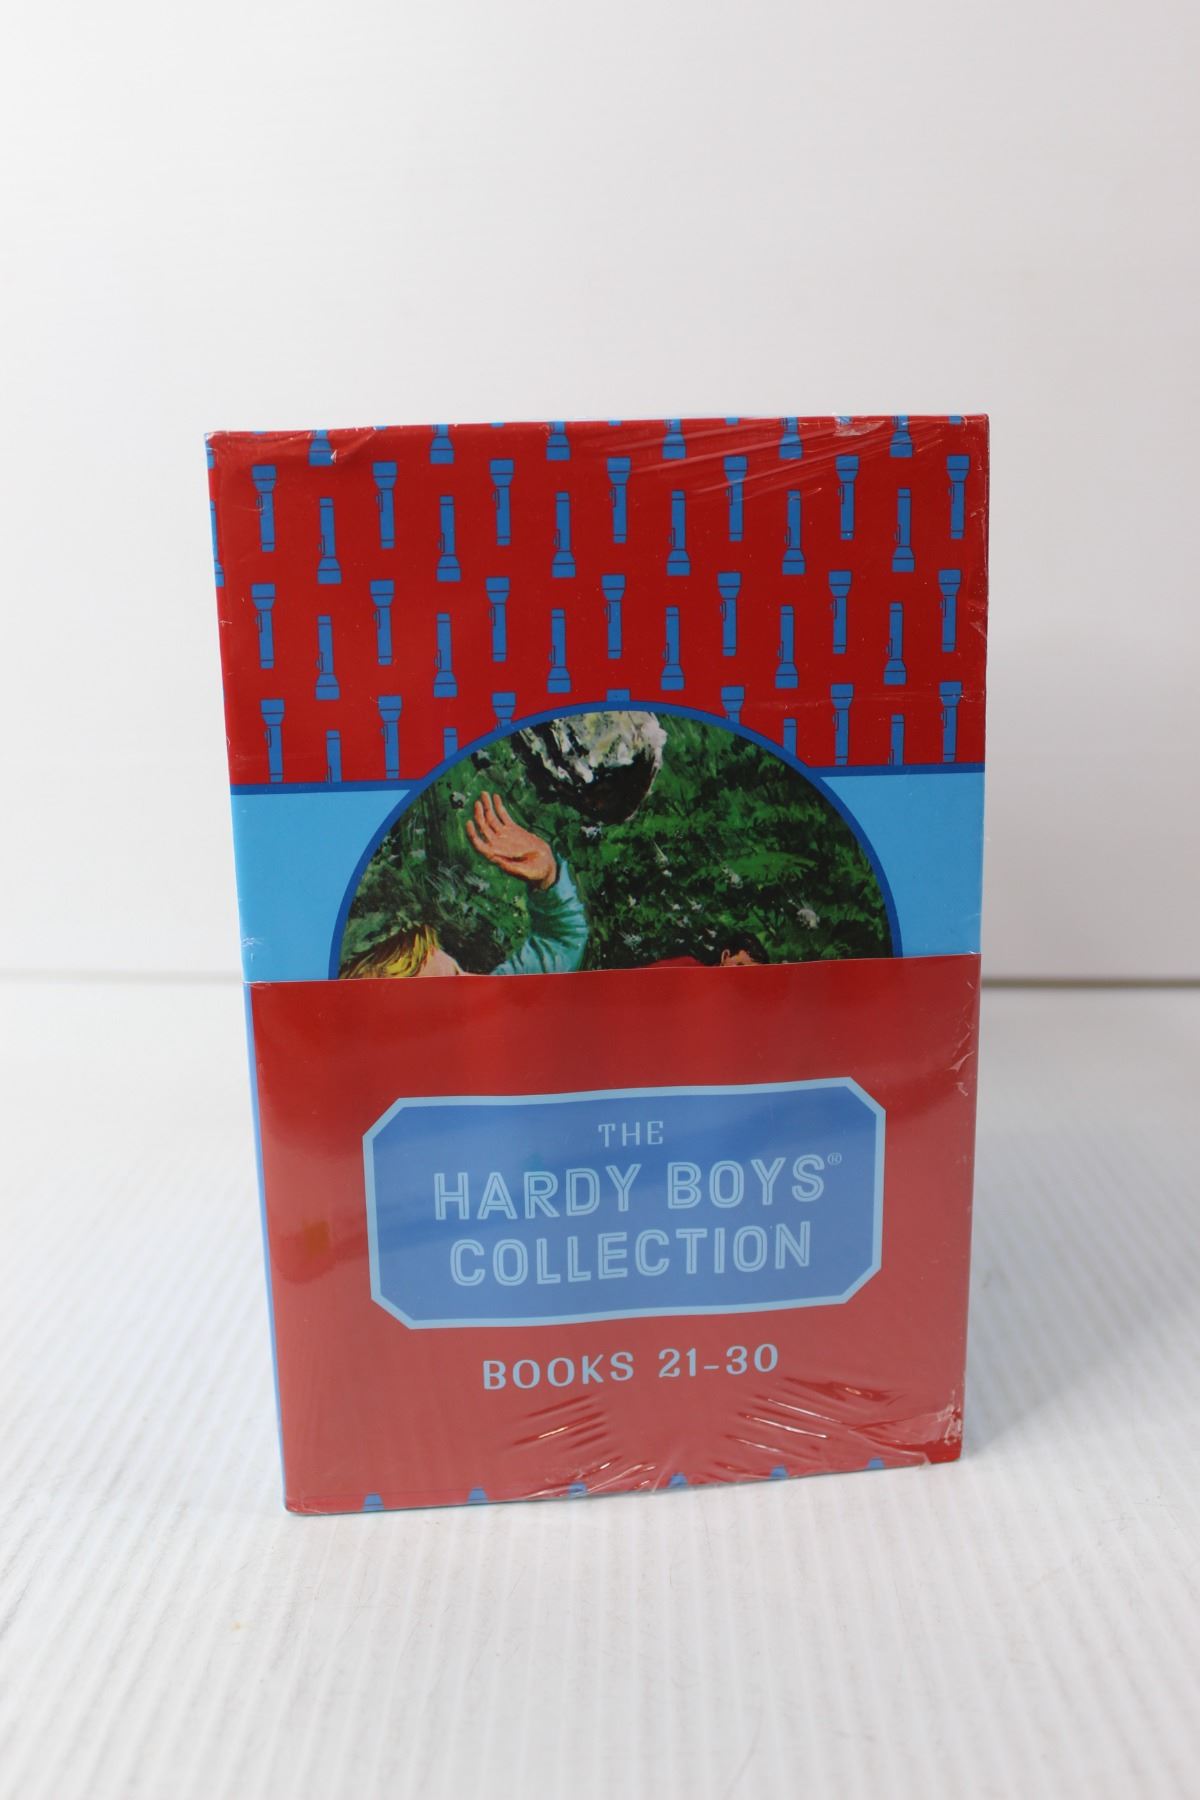 THE
HARDY BOYS®
COLLECTION
BOOKS 21-30